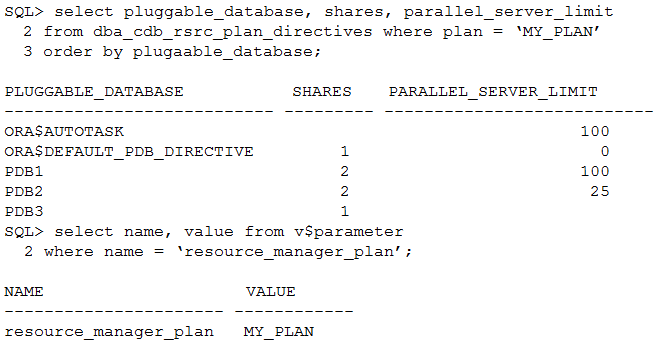 SQL> select pluggable_database, shares, parallel_server_limit
2 from dba_cdb_rsrc_plan_directives where plan = ‘MY_PLAN’
3 order by plugaable_database;
PLUGGABLE_DATABASE SHARES PARALLEL_SERVER_LIMIT
--------------------------- --------- ---------------------------
ORA$AUTOTASK 100
ORA$DEFAULT_PDB_DIRECTIVE 1 0
PDB1 2 100
PDB2 2 25
PDB3 1
SQL> select name, value from v$parameter
2 where name = ‘resource_manager_plan’;
NAME VALUE
---------------------- ------------
resource_manager_plan MY_PLAN